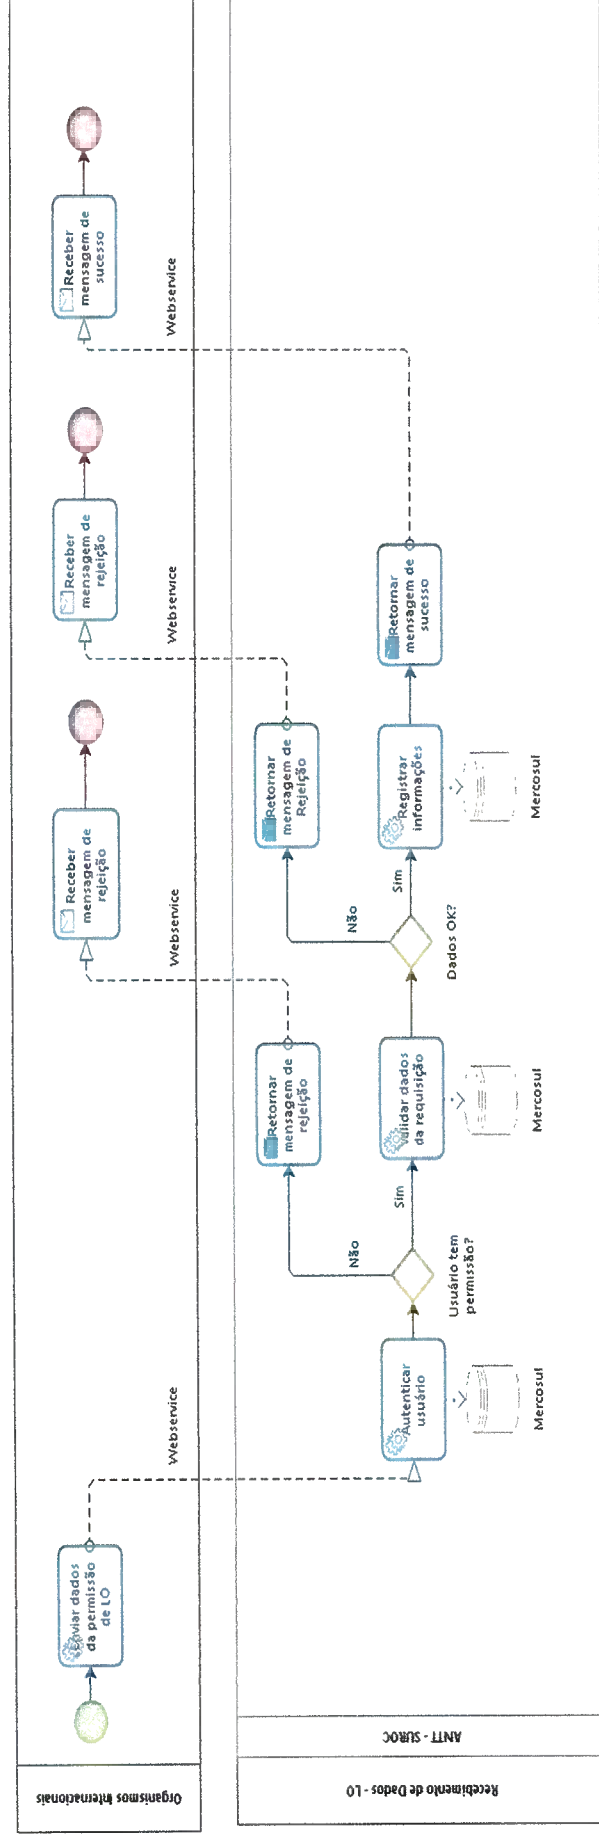 Organismos Internacionais
Enviar dados
da permissão
de LO
Webservice
Receber
mensagem de
rejeição
Webservice
Receber
mensagem de
rejeição
Webservice
Receber
mensagem de
sucesso
Webservice
Recebimento de Dados - LO
ANTT - SUROC
Autenticar
usuário
Mercosul
Usuário tem
permissão?
Não
Sim
Retornar
mensagem de
rejeição
Validar dados
da requisição
Mercosul
Dados OK?
Não
Sim
Retornar
mensagem de
Rejeição
Registrar
informações
Mercosul
Retornar
mensagem de
sucesso